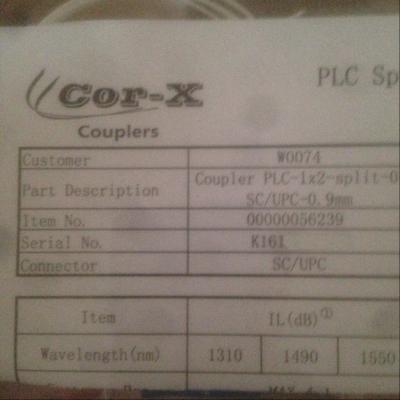 PLC Sp
Cor-X
Couplers
Customer W0074
Part Description Coupler PLC-1x2-split-0
SC/UPC-0.9mm
Item No. 00000056239
Serial No. K161
Connector SC/UPC
Item IL(dB)①
Wavelength(nm) 1310 1490 1550